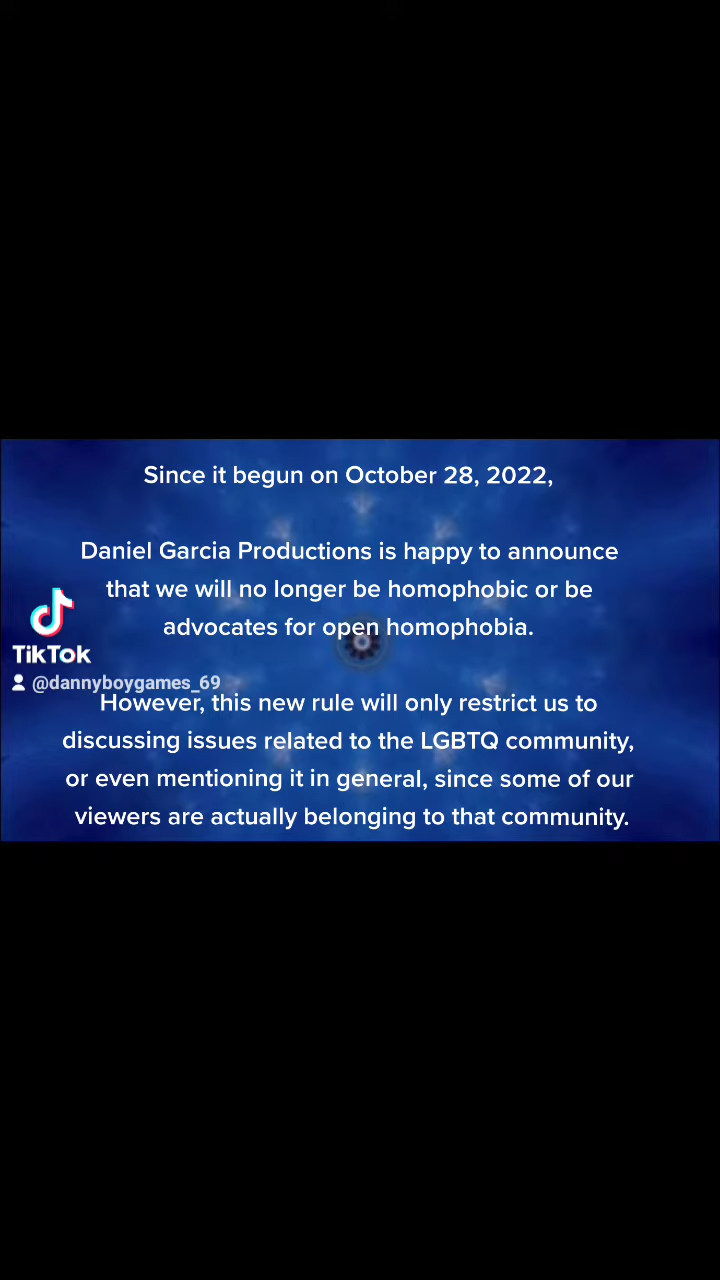 Since it begun on October 28, 2022,
Daniel Garcia Productions is happy to announce
that we will no longer be homophobic or be
advocates for open homophobia.
TikTok
@dannyboygames_69
However, this new rule will only restrict us to
discussing issues related to the LGBTQ community,
or even mentioning it in general, since some of our
viewers are actually belonging to that community.